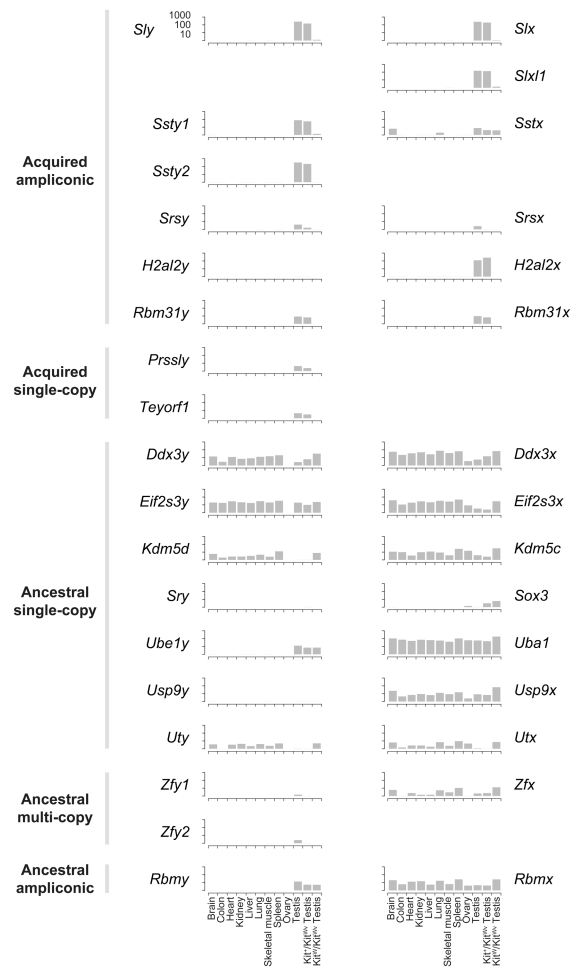 Sly
1000
100
10
Slx
Slxl1
Ssty1
Sstx
Acquired
ampliconic
Ssty2
Srsy
Srsx
H2al2y
H2al2x
Rbm31y
Rbm31x
Acquired
single-copy
Prssly
Teyorf1
Ddx3y
Ddx3x
Eif2s3y
Eif2s3x
Kdm5d
Kdm5c
Ancestral
single-copy
Sry
Sox3
Ube1y
Uba1
Usp9y
Usp9x
Uty
Utx
Ancestral
multi-copy
Zfy1
Zfx
Zfy2
Ancestral
ampliconic
Rbmy
Rbmx
Brain
Colon
Heart
Kidney
Liver
Lung
Skeletal muscle
Spleen
Ovary
Testis
Kit⁺/Kitᵂᵛ Testis
Kitᵂ/Kitᵂᵛ Testis
Brain
Colon
Heart
Kidney
Liver
Lung
Skeletal muscle
Spleen
Ovary
Testis
Kit⁺/Kitᵂᵛ Testis
Kitᵂ/Kitᵂᵛ Testis